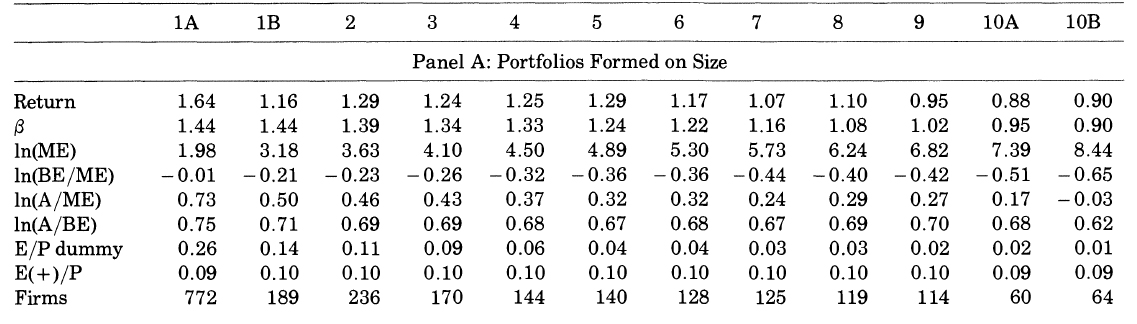 1A 1B 2 3 4 5 6 7 8 9 10A 10B
Panel A: Portfolios Formed on Size
Return 1.64 1.16 1.29 1.24 1.25 1.29 1.17 1.07 1.10 0.95 0.88 0.90
β 1.44 1.44 1.39 1.34 1.33 1.24 1.22 1.16 1.08 1.02 0.95 0.90
ln(ME) 1.98 3.18 3.63 4.10 4.50 4.89 5.30 5.73 6.24 6.82 7.39 8.44
ln(BE/ME) −0.01 −0.21 −0.23 −0.26 −0.32 −0.36 −0.36 −0.44 −0.40 −0.42 −0.51 −0.65
ln(A/ME) 0.73 0.50 0.46 0.43 0.37 0.32 0.32 0.24 0.29 0.27 0.17 −0.03
ln(A/BE) 0.75 0.71 0.69 0.69 0.68 0.67 0.68 0.67 0.69 0.70 0.68 0.62
E/P dummy 0.26 0.14 0.11 0.09 0.06 0.04 0.04 0.03 0.03 0.02 0.02 0.01
E(+)/P 0.09 0.10 0.10 0.10 0.10 0.10 0.10 0.10 0.10 0.10 0.09 0.09
Firms 772 189 236 170 144 140 128 125 119 114 60 64